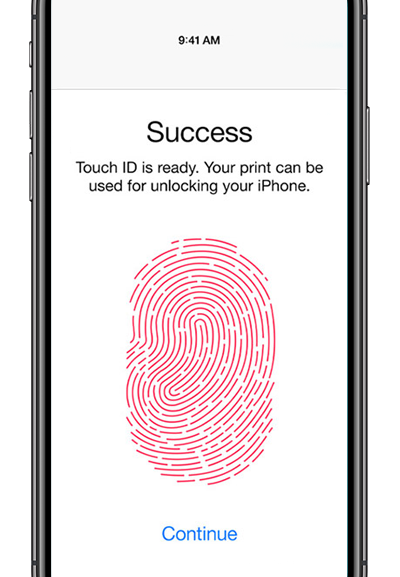 9:41 AM
Success
Touch ID is ready. Your print can be
used for unlocking your iPhone.
Continue